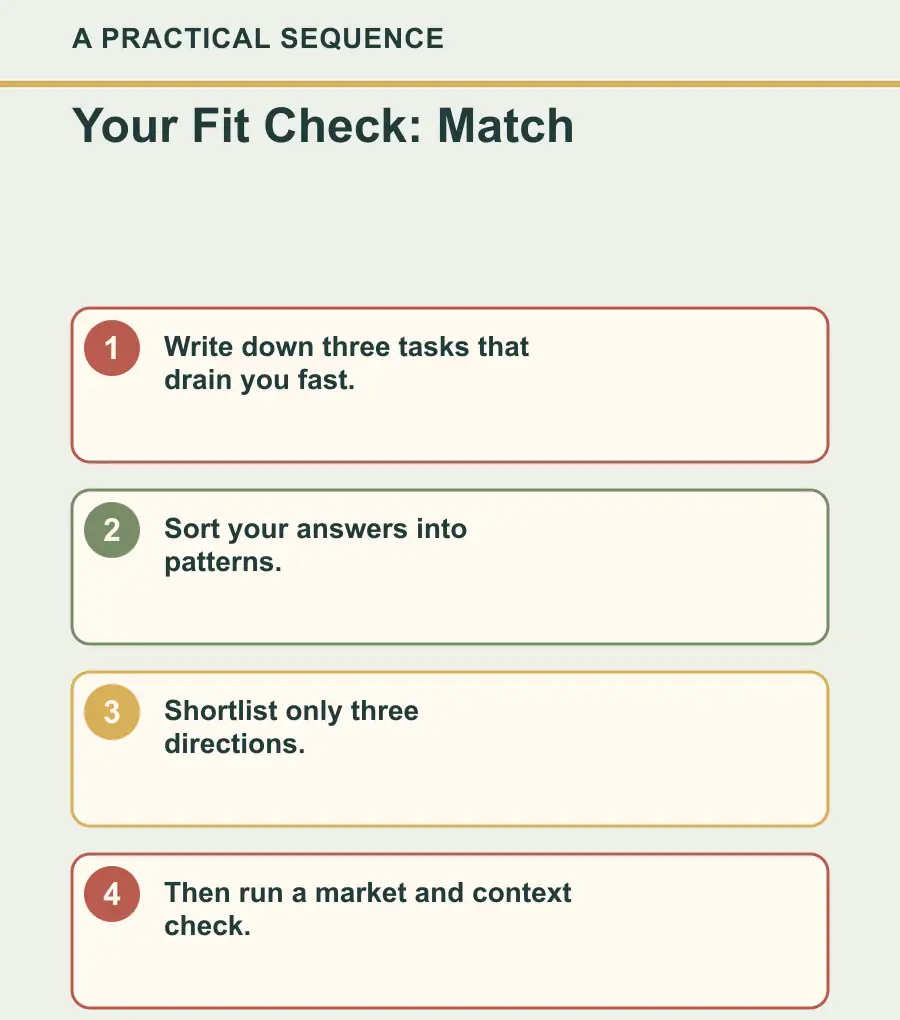 A PRACTICAL SEQUENCE
Your Fit Check: Match
1
Write down three tasks that
drain you fast.
2
Sort your answers into
patterns.
3
Shortlist only three
directions.
4
Then run a market and context
check.